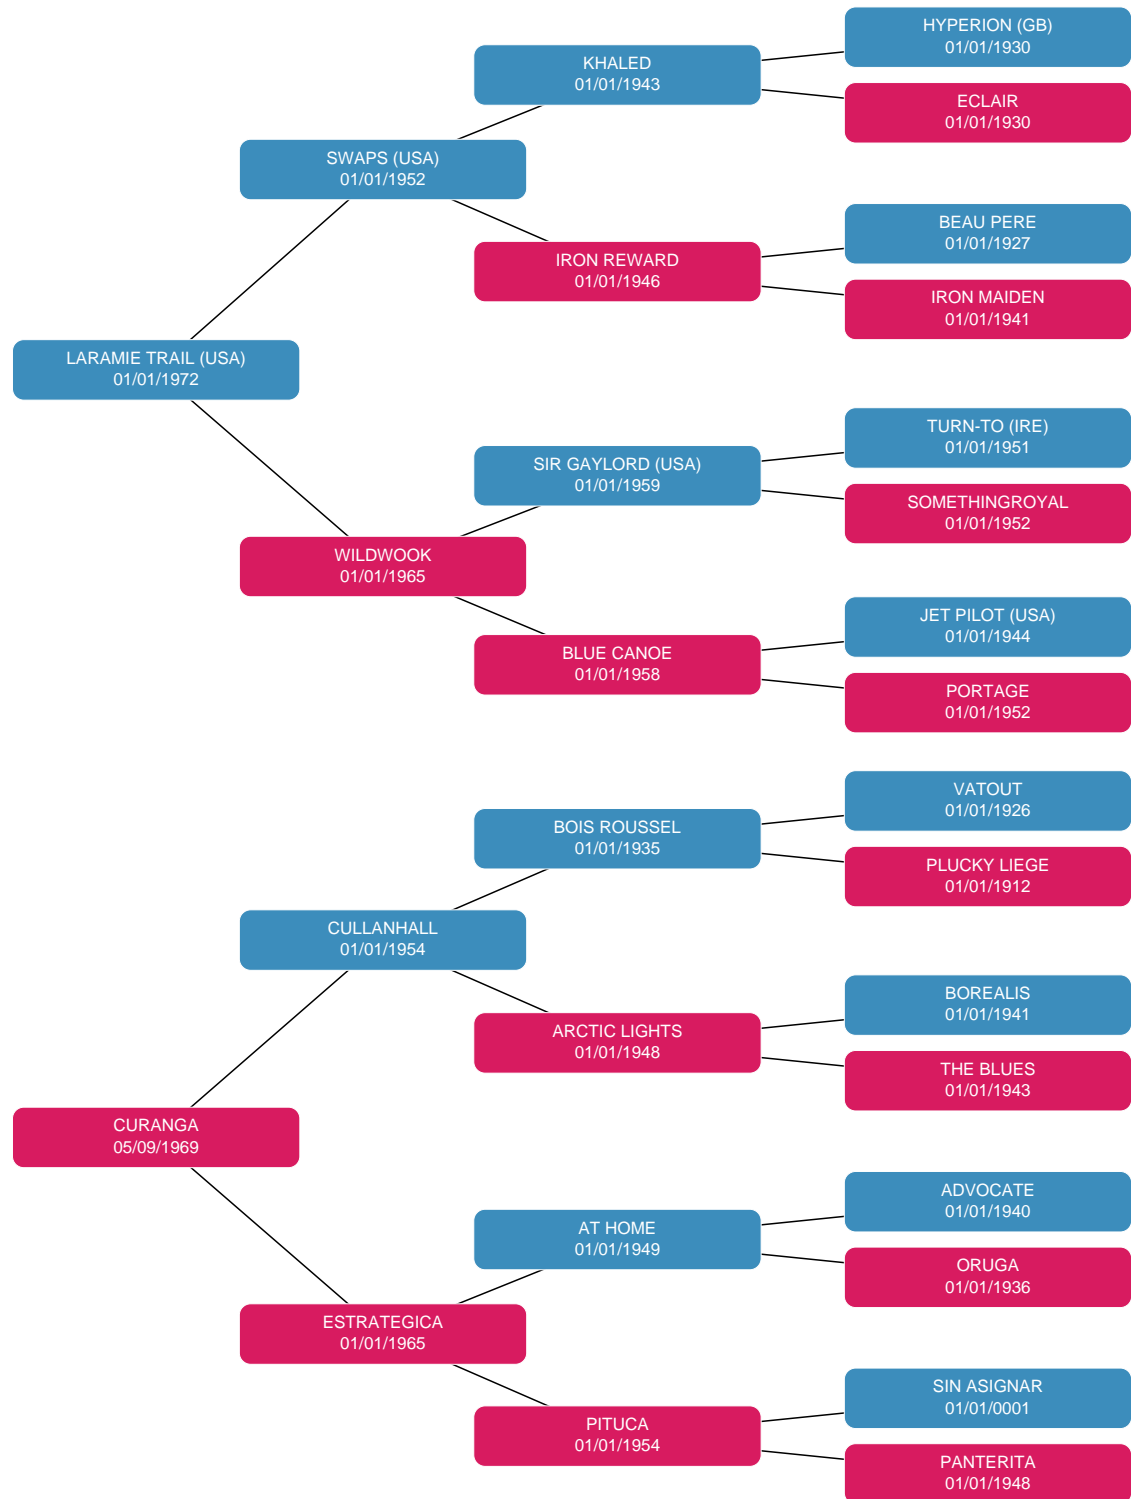 HYPERION (GB)
01/01/1930
KHALED
01/01/1943
ECLAIR
01/01/1930
SWAPS (USA)
01/01/1952
BEAU PERE
01/01/1927
IRON REWARD
01/01/1946
IRON MAIDEN
01/01/1941
LARAMIE TRAIL (USA)
01/01/1972
TURN-TO (IRE)
01/01/1951
SIR GAYLORD (USA)
01/01/1959
SOMETHINGROYAL
01/01/1952
WILDWOOK
01/01/1965
JET PILOT (USA)
01/01/1944
BLUE CANOE
01/01/1958
PORTAGE
01/01/1952
VATOUT
01/01/1926
BOIS ROUSSEL
01/01/1935
PLUCKY LIEGE
01/01/1912
CULLANHALL
01/01/1954
BOREALIS
01/01/1941
ARCTIC LIGHTS
01/01/1948
THE BLUES
01/01/1943
CURANGA
05/09/1969
ADVOCATE
01/01/1940
AT HOME
01/01/1949
ORUGA
01/01/1936
ESTRATEGICA
01/01/1965
SIN ASIGNAR
01/01/0001
PITUCA
01/01/1954
PANTERITA
01/01/1948